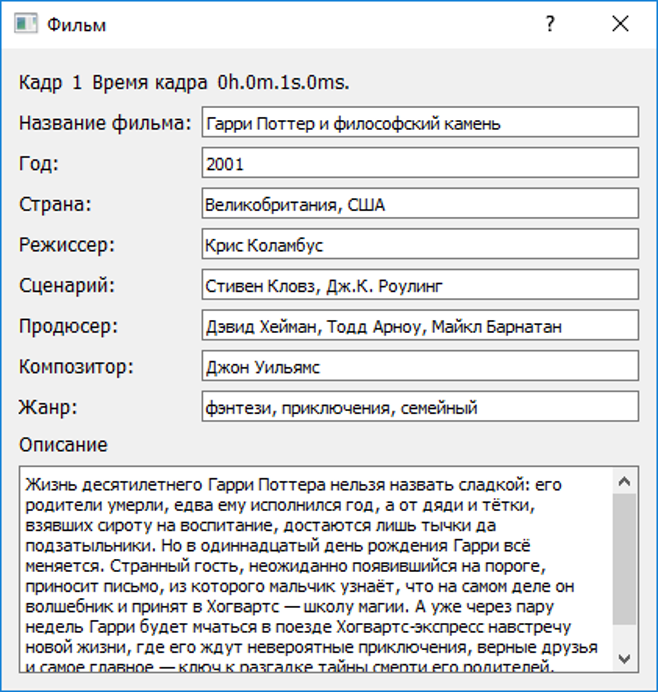 Фильм
Кадр 1 Время кадра 0h.0m.1s.0ms.
Название фильма: Гарри Поттер и философский камень
Год: 2001
Страна: Великобритания, США
Режиссер: Крис Коламбус
Сценарий: Стивен Кловз, Дж.К. Роулинг
Продюсер: Дэвид Хейман, Тодд Арноу, Майкл Барнатан
Композитор: Джон Уильямс
Жанр: фэнтези, приключения, семейный
Описание
Жизнь десятилетнего Гарри Поттера нельзя назвать сладкой: его
родители умерли, едва ему исполнился год, а от дяди и тётки,
взявших сироту на воспитание, достаются лишь тычки да
подзатыльники. Но в одиннадцатый день рождения Гарри всё
меняется. Странный гость, неожиданно появившийся на пороге,
приносит письмо, из которого мальчик узнаёт, что на самом деле он
волшебник и принят в Хогвартс — школу магии. А уже через пару
недель Гарри будет мчаться в поезде Хогвартс-экспресс навстречу
новой жизни, где его ждут невероятные приключения, верные друзья
и самое главное — ключ к разгадке тайны смерти его родителей.